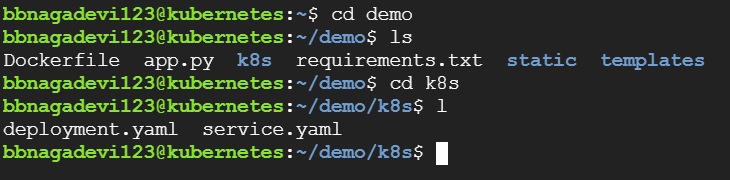 bbnagadevi123@kubernetes:~$ cd demo
bbnagadevi123@kubernetes:~/demo$ ls
Dockerfile  app.py  k8s  requirements.txt  static  templates
bbnagadevi123@kubernetes:~/demo$ cd k8s
bbnagadevi123@kubernetes:~/demo/k8s$ l
deployment.yaml  service.yaml
bbnagadevi123@kubernetes:~/demo/k8s$